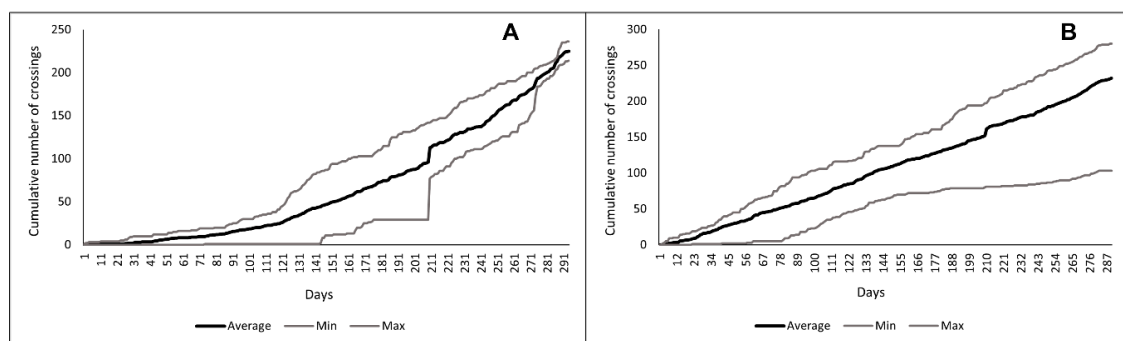 A
Cumulative number of crossings
250
200
150
100
50
0
1 11 21 31 41 51 61 71 81 91 101 111 121 131 141 151 161 171 181 191 201 211 221 231 241 251 261 271 281 291
Days
Average Min Max
B
Cumulative number of crossings
300
250
200
150
100
50
0
1 12 23 34 45 56 67 78 89 100 111 122 133 144 155 166 177 188 199 210 221 232 243 254 265 276 287
Days
Average Min Max